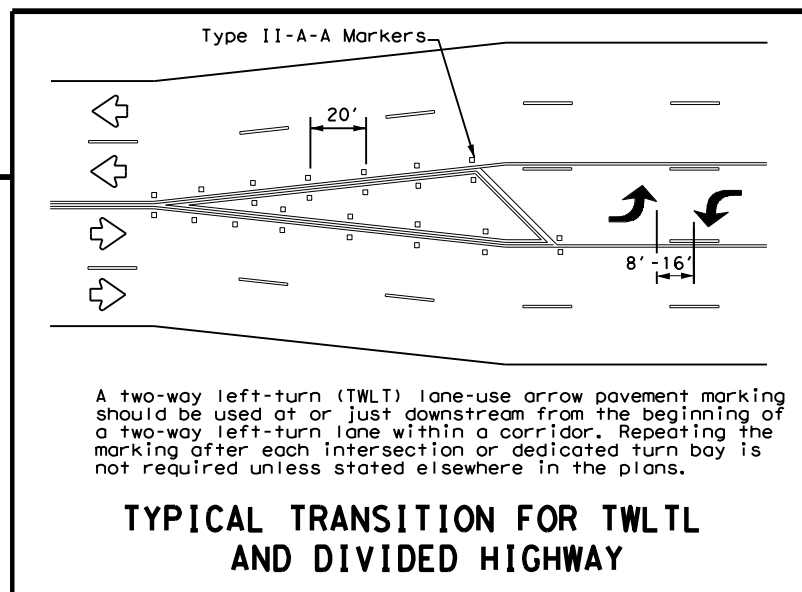 Type II-A-A Markers
20'
8' -16'
A two-way left-turn (TWLT) lane-use arrow pavement marking
should be used at or just downstream from the beginning of
a two-way left-turn lane within a corridor. Repeating the
marking after each intersection or dedicated turn bay is
not required unless stated elsewhere in the plans.
TYPICAL TRANSITION FOR TWLTL
AND DIVIDED HIGHWAY